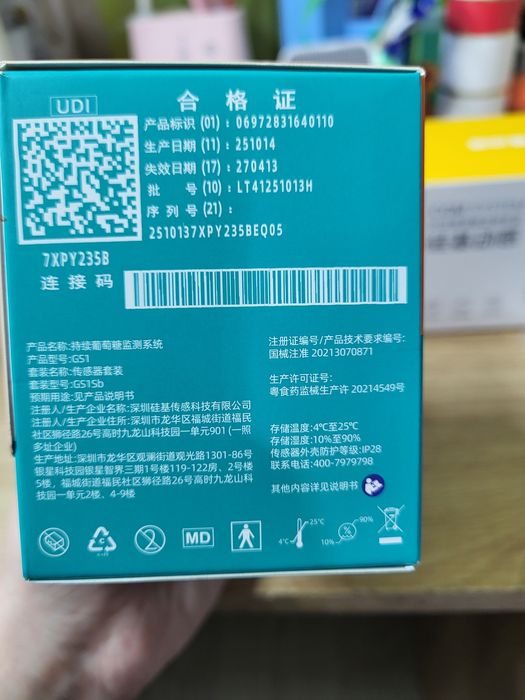 UDI
合格证
产品标识 (01) : 06972831640110
生产日期 (11) : 251014
失效日期 (17) : 270413
批 号 (10) : LT41251013H
序列号 (21) :
2510137XPY235BEQ05
7XPY235B
连接码
产品名称:持续葡萄糖监测系统
产品型号:GS1
套装名称:传感器套装
套装型号:GS1Sb
预期用途:见产品说明书
注册人/生产企业名称:深圳硅基传感科技有限公司
注册人/生产企业住所:深圳市龙华区福城街道福民
社区狮径路26号高时九龙山科技园一单元901 (一照
多址企业)
生产地址:深圳市龙华区观澜街道观光路1301-86号
银星科技园银星智界三期1号楼119-122房、2号楼
5楼,福城街道福民社区狮径路26号高时九龙山科
技园一单元2楼、4-9楼
注册证编号/产品技术要求编号:
国械注准 20213070871
生产许可证号:
粤食药监械生产许 20214549号
存储温度:4℃至25℃
存储湿度:10%至90%
传感器外壳防护等级:IP28
联系电话:400-7979798
其他内容详见说明书
MD
4℃
25℃
10%
90%